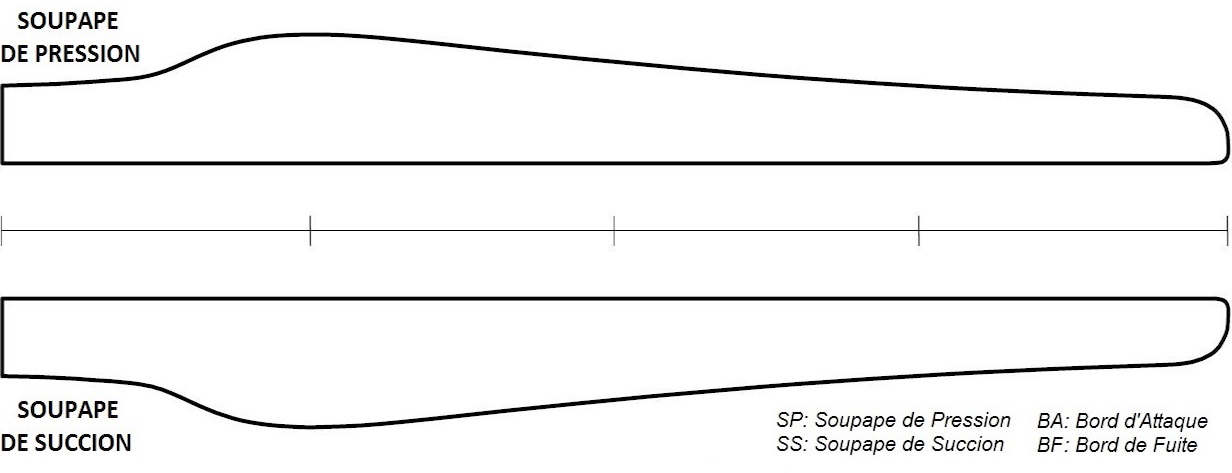 SOUPAPE
DE PRESSION
SOUPAPE
DE SUCCION
SP: Soupape de Pression
SS: Soupape de Succion
BA: Bord d'Attaque
BF: Bord de Fuite